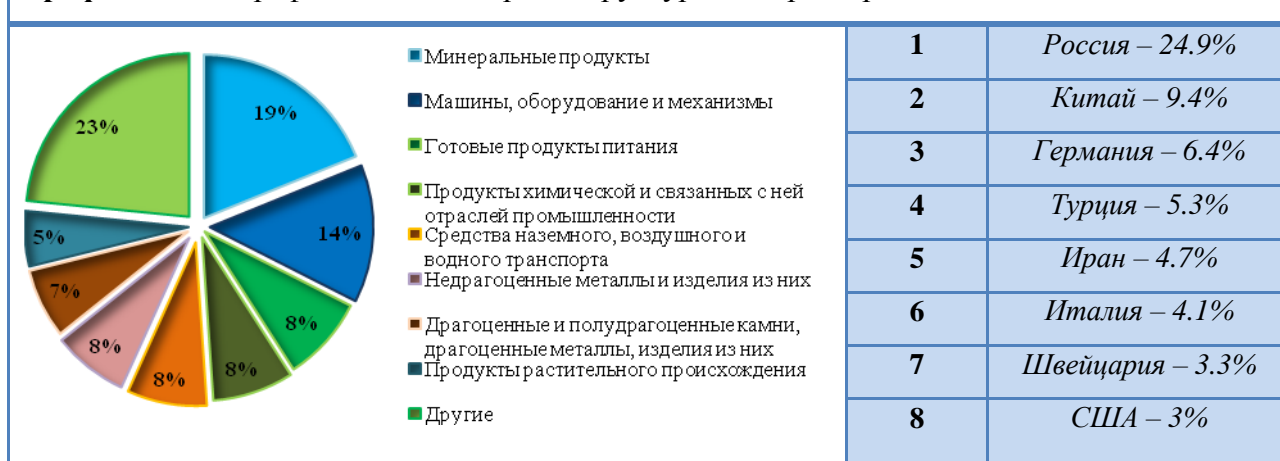 19%
14%
8%
8%
8%
8%
7%
5%
23%
Минеральные продукты
Машины, оборудование и механизмы
Готовые продукты питания
Продукты химической и связанных с ней
отраслей промышленности
Средства наземного, воздушного и
водного транспорта
Недрагоценные металлы и изделия из них
Драгоценные и полудрагоценные камни,
драгоценные металлы, изделия из них
Продукты растительного происхождения
Другие
1 Россия – 24.9%
2 Китай – 9.4%
3 Германия – 6.4%
4 Турция – 5.3%
5 Иран – 4.7%
6 Италия – 4.1%
7 Швейцария – 3.3%
8 США – 3%